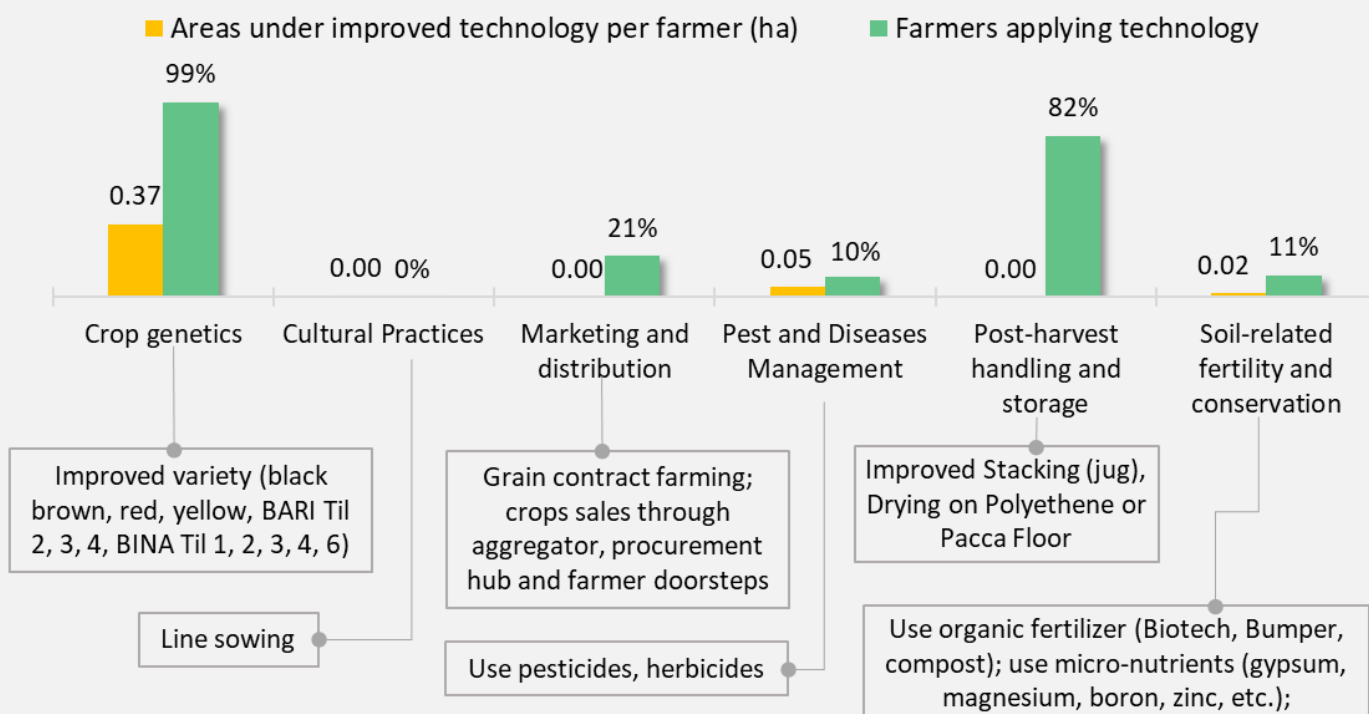 Areas under improved technology per farmer (ha) Farmers applying technology
99%
82%
0.37
21%
0.00 0%
0.00
0.05 10%
0.00
0.02 11%
Crop genetics
Cultural Practices
Marketing and
distribution
Pest and Diseases
Management
Post-harvest
handling and
storage
Soil-related
fertility and
conservation
Improved variety (black
brown, red, yellow, BARI Til
2, 3, 4, BINA Til 1, 2, 3, 4, 6)
Line sowing
Grain contract farming;
crops sales through
aggregator, procurement
hub and farmer doorsteps
Use pesticides, herbicides
Improved Stacking (jug),
Drying on Polyethene or
Pacca Floor
Use organic fertilizer (Biotech, Bumper,
compost); use micro-nutrients (gypsum,
magnesium, boron, zinc, etc.);